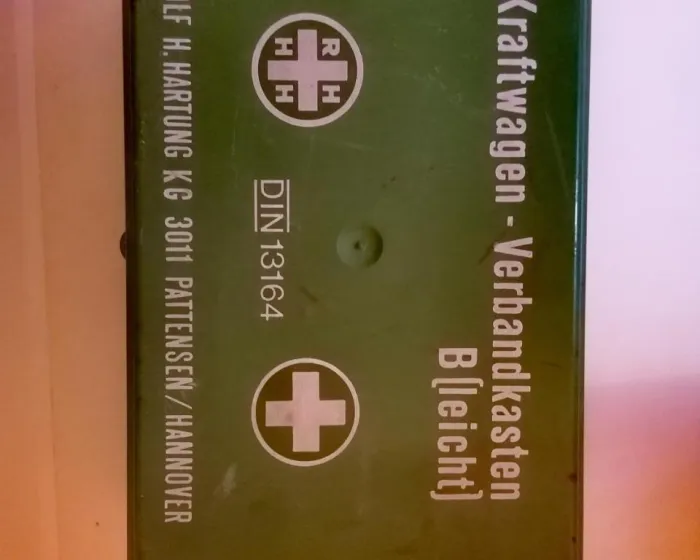 Kraftwagen - Verbandkasten
B (leicht)
R H
H H
DIN 13164
H. HARTUNG KG 3011 PATTENSEN/HANNOVER